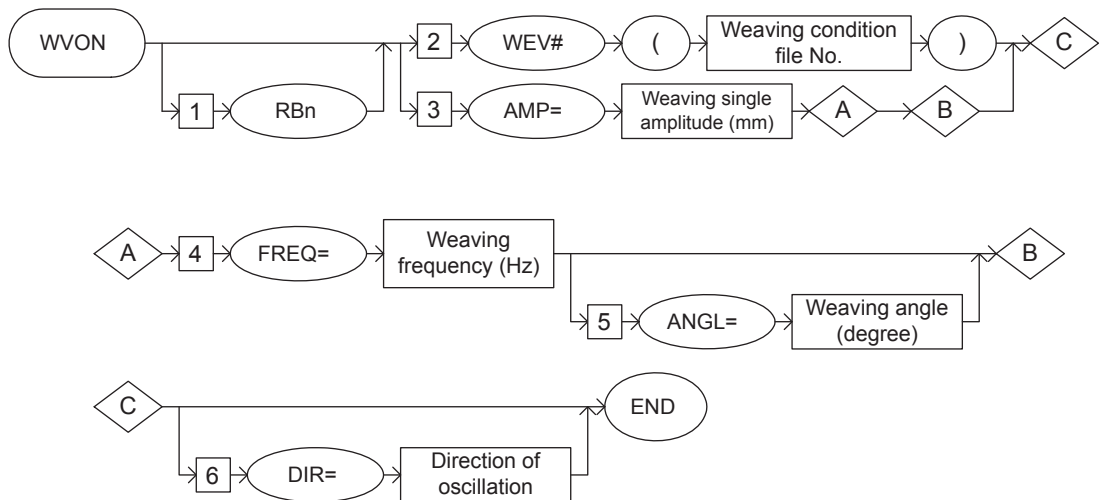 WVON
2
WEV#
(
Weaving condition
file No.
)
C
1
RBn
3
AMP=
Weaving single
amplitude (mm)
A
B
A
4
FREQ=
Weaving
frequency (Hz)
B
5
ANGL=
Weaving angle
(degree)
C
END
6
DIR=
Direction of
oscillation